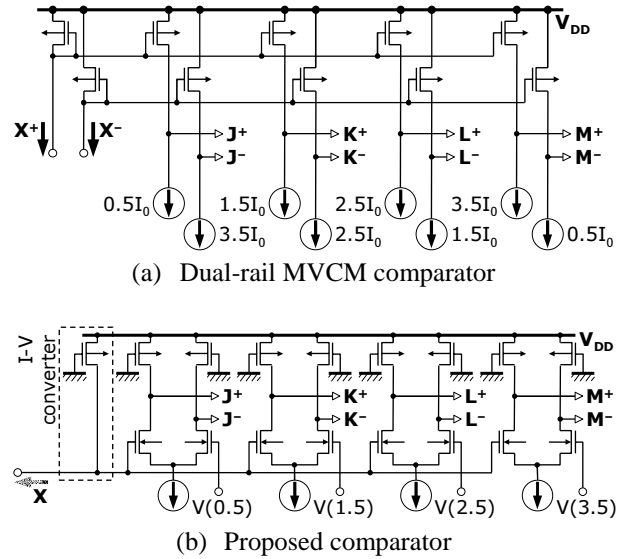 V_DD
X⁺ X⁻
J⁺ K⁺ L⁺ M⁺
J⁻ K⁻ L⁻ M⁻
0.5I₀ 1.5I₀ 2.5I₀ 3.5I₀
3.5I₀ 2.5I₀ 1.5I₀ 0.5I₀
(a) Dual-rail MVCM comparator
I-V
converter
V_DD
J⁺ K⁺ L⁺ M⁺
J⁻ K⁻ L⁻ M⁻
X
V(0.5) V(1.5) V(2.5) V(3.5)
(b) Proposed comparator